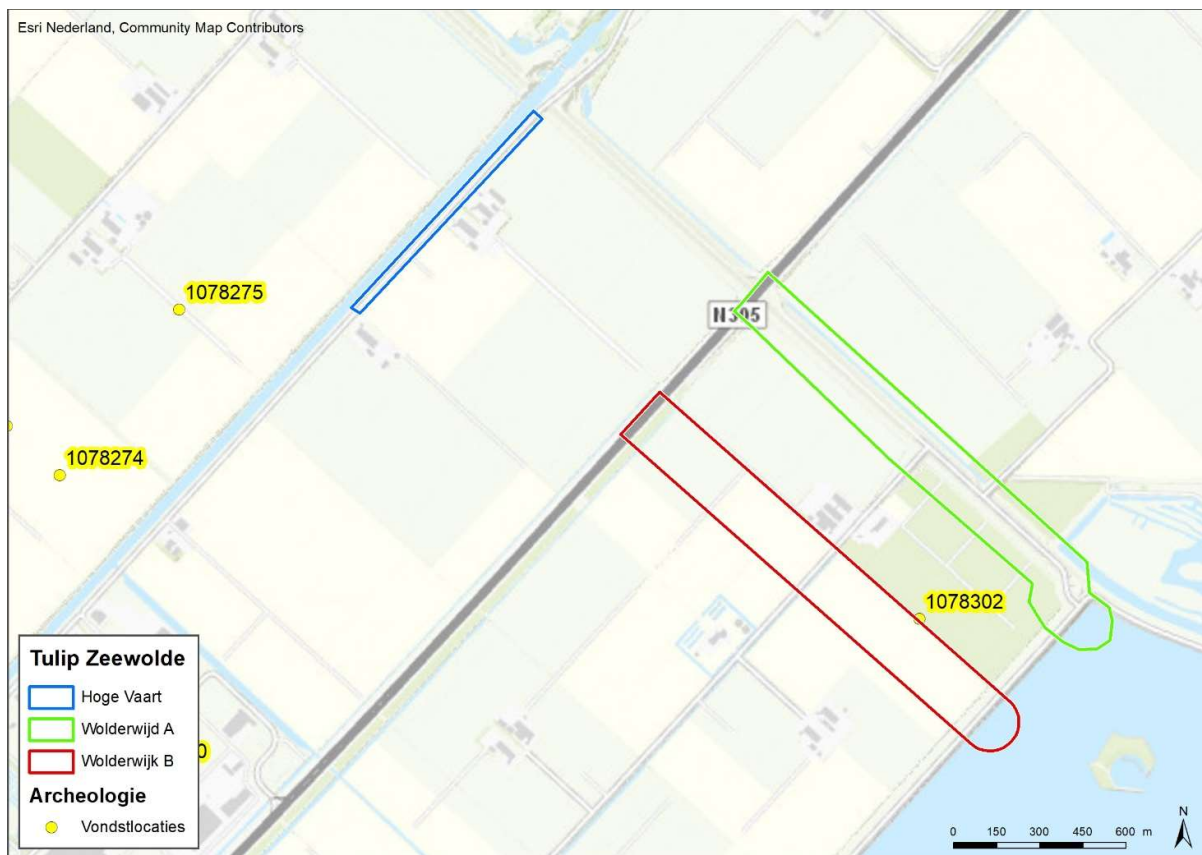 Esri Nederland, Community Map Contributors
1078275
N305
1078274
1078302
Tulip Zeewolde
Hoge Vaart
Wolderwijd A
Wolderwijk B
Archeologie
Vondstlocaties
0
N
0 150 300 450 600 m